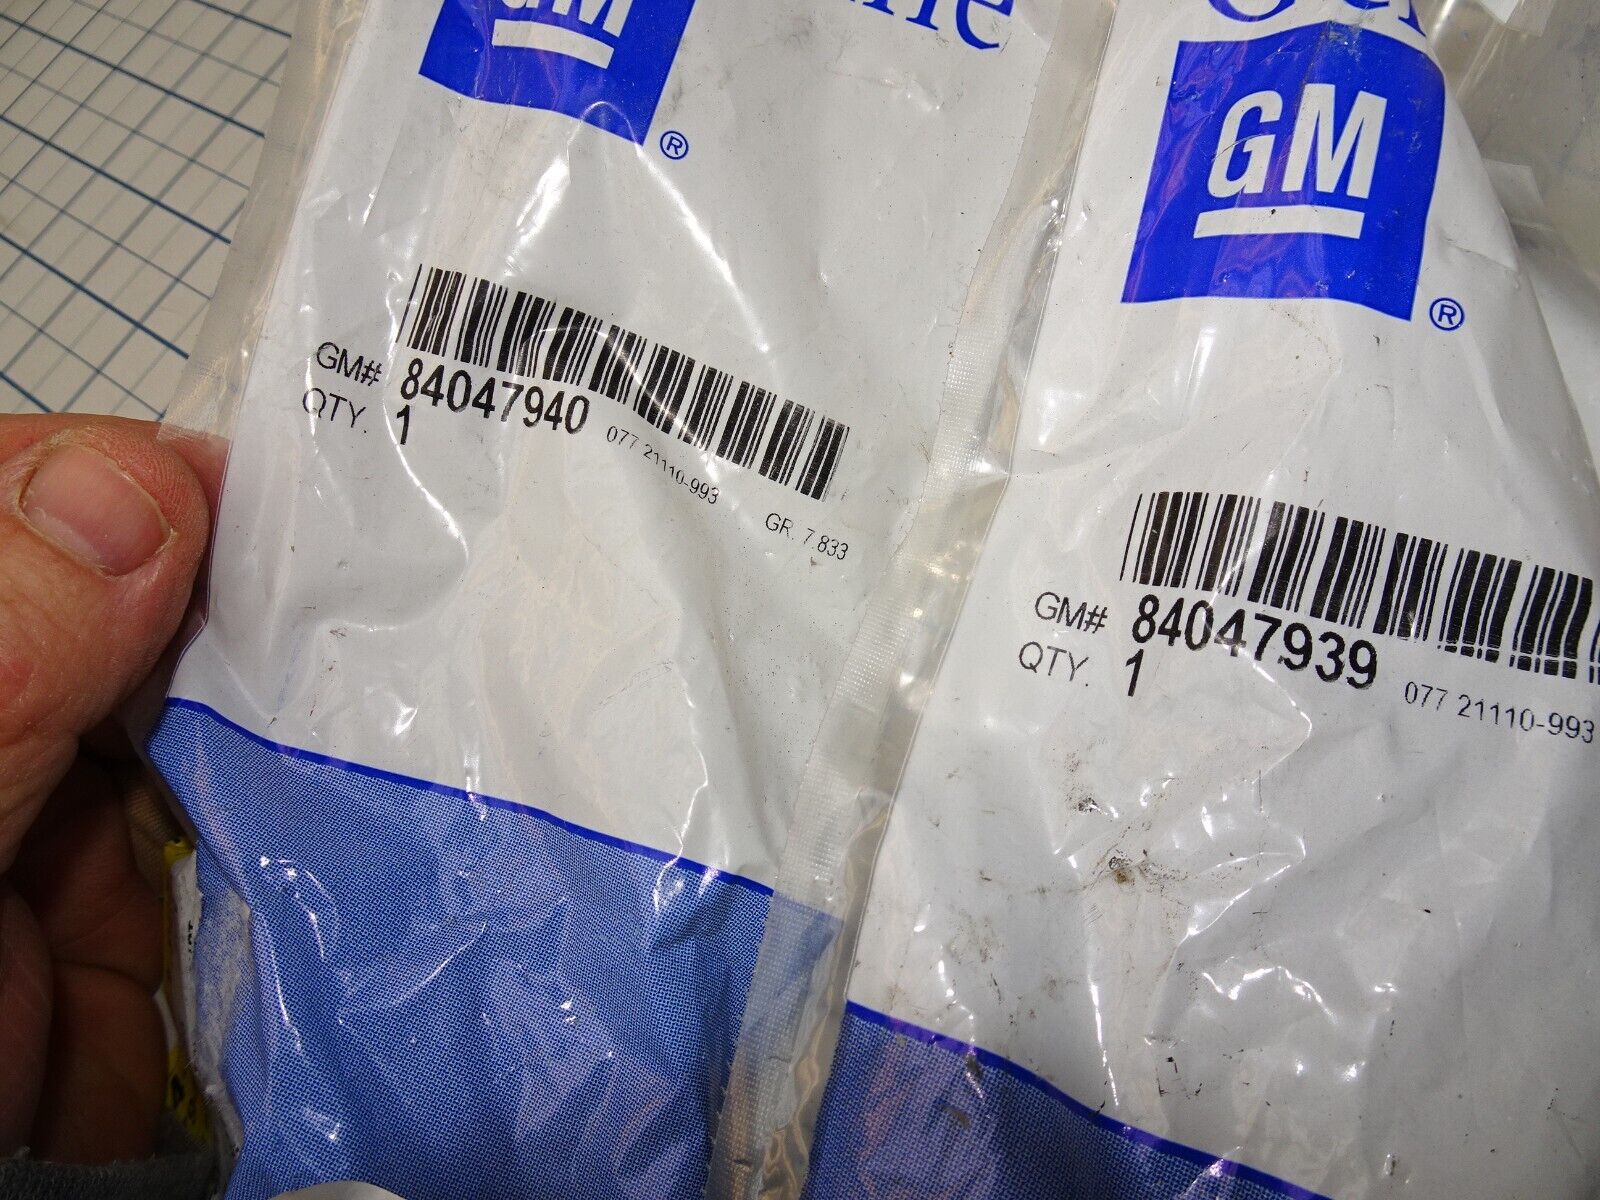 GM
®
GM# 84047940
QTY. 1
077 21110-993
GR. 7.833
GM
®
GM# 84047939
QTY. 1
077 21110-993